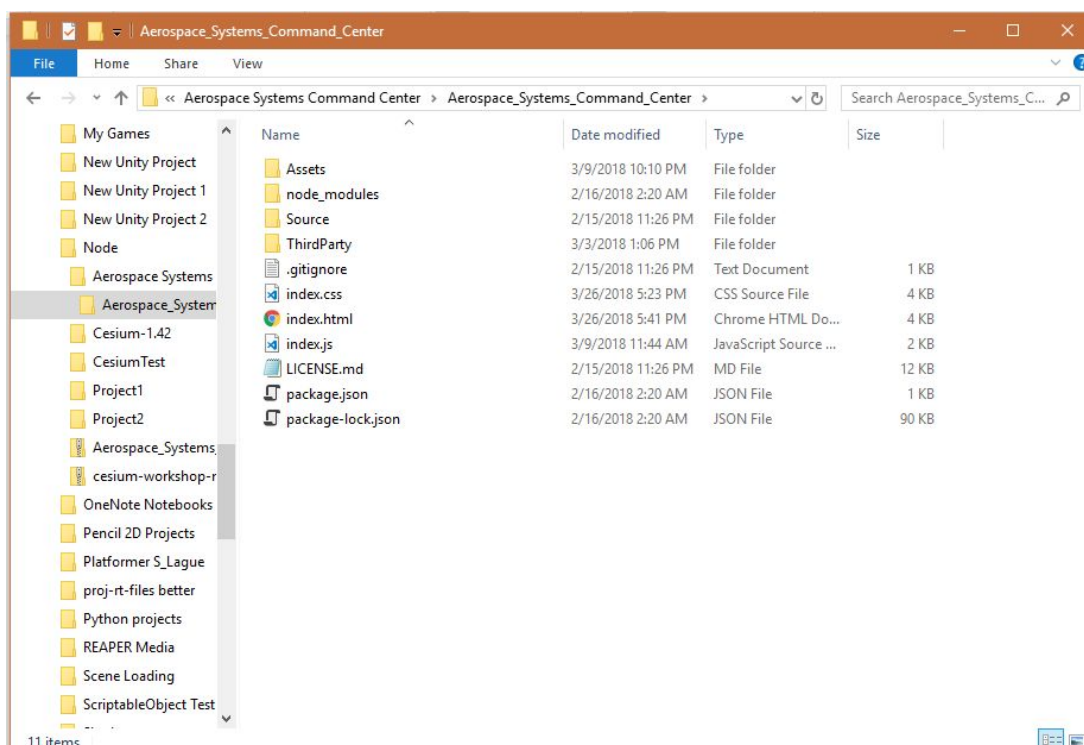 Aerospace_Systems_Command_Center
File Home Share View
« Aerospace Systems Command Center › Aerospace_Systems_Command_Center › Search Aerospace_Systems_C...
My Games
New Unity Project
New Unity Project 1
New Unity Project 2
Node
Aerospace Systems
Aerospace_System
Cesium-1.42
CesiumTest
Project1
Project2
Aerospace_Systems_
cesium-workshop-r
OneNote Notebooks
Pencil 2D Projects
Platformer S_Lague
proj-rt-files better
Python projects
REAPER Media
Scene Loading
ScriptableObject Test
Name Date modified Type Size
Assets 3/9/2018 10:10 PM File folder
node_modules 2/16/2018 2:20 AM File folder
Source 2/15/2018 11:26 PM File folder
ThirdParty 3/3/2018 1:06 PM File folder
.gitignore 2/15/2018 11:26 PM Text Document 1 KB
index.css 3/26/2018 5:23 PM CSS Source File 4 KB
index.html 3/26/2018 5:41 PM Chrome HTML Do... 4 KB
index.js 3/9/2018 11:44 AM JavaScript Source ... 2 KB
LICENSE.md 2/15/2018 11:26 PM MD File 12 KB
package.json 2/16/2018 2:20 AM JSON File 1 KB
package-lock.json 2/16/2018 2:20 AM JSON File 90 KB
11 items